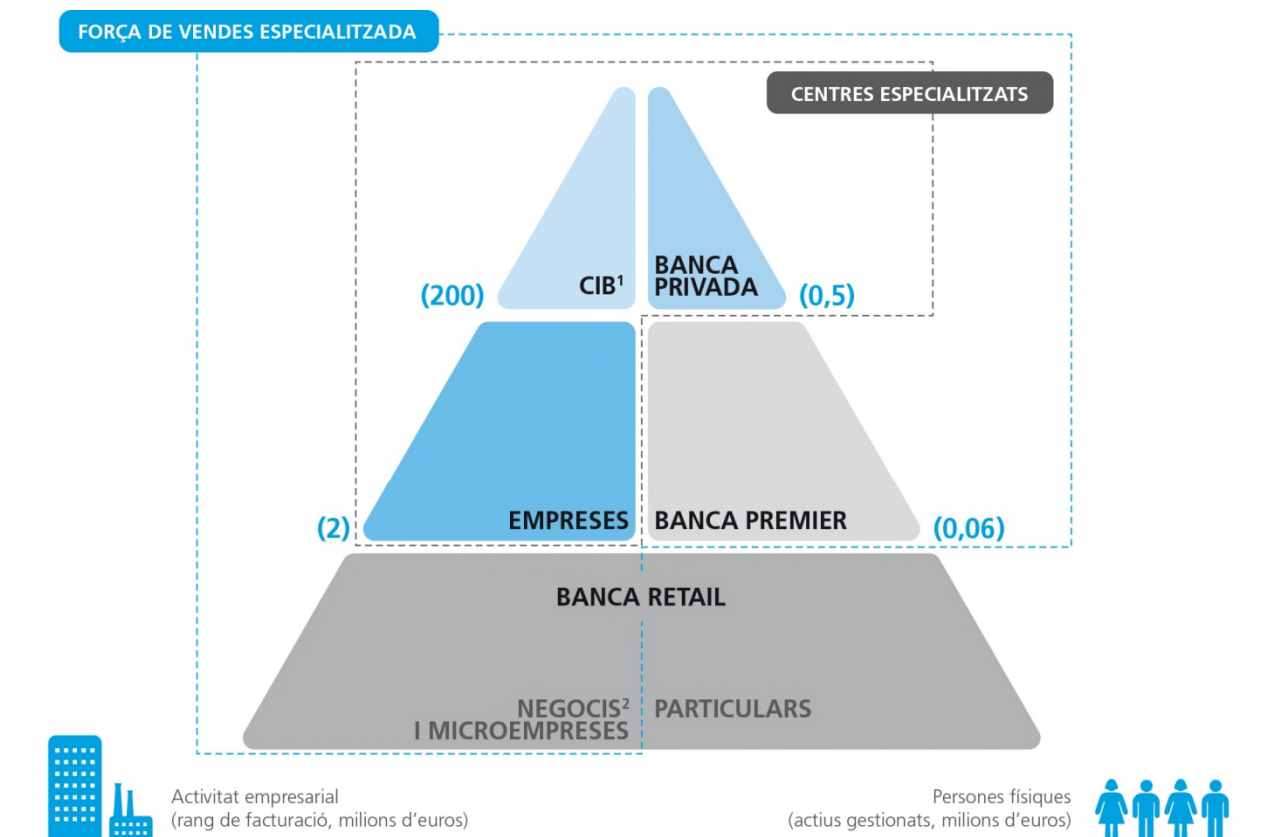 FORÇA DE VENDES ESPECIALITZADA
CENTRES ESPECIALITZATS
CIB¹
BANCA
PRIVADA
(200)
(0,5)
EMPRESES
BANCA PREMIER
(2)
(0,06)
BANCA RETAIL
NEGOCIS²
I MICROEMPRESES
PARTICULARS
Activitat empresarial
(rang de facturació, milions d'euros)
Persones físiques
(actius gestionats, milions d'euros)